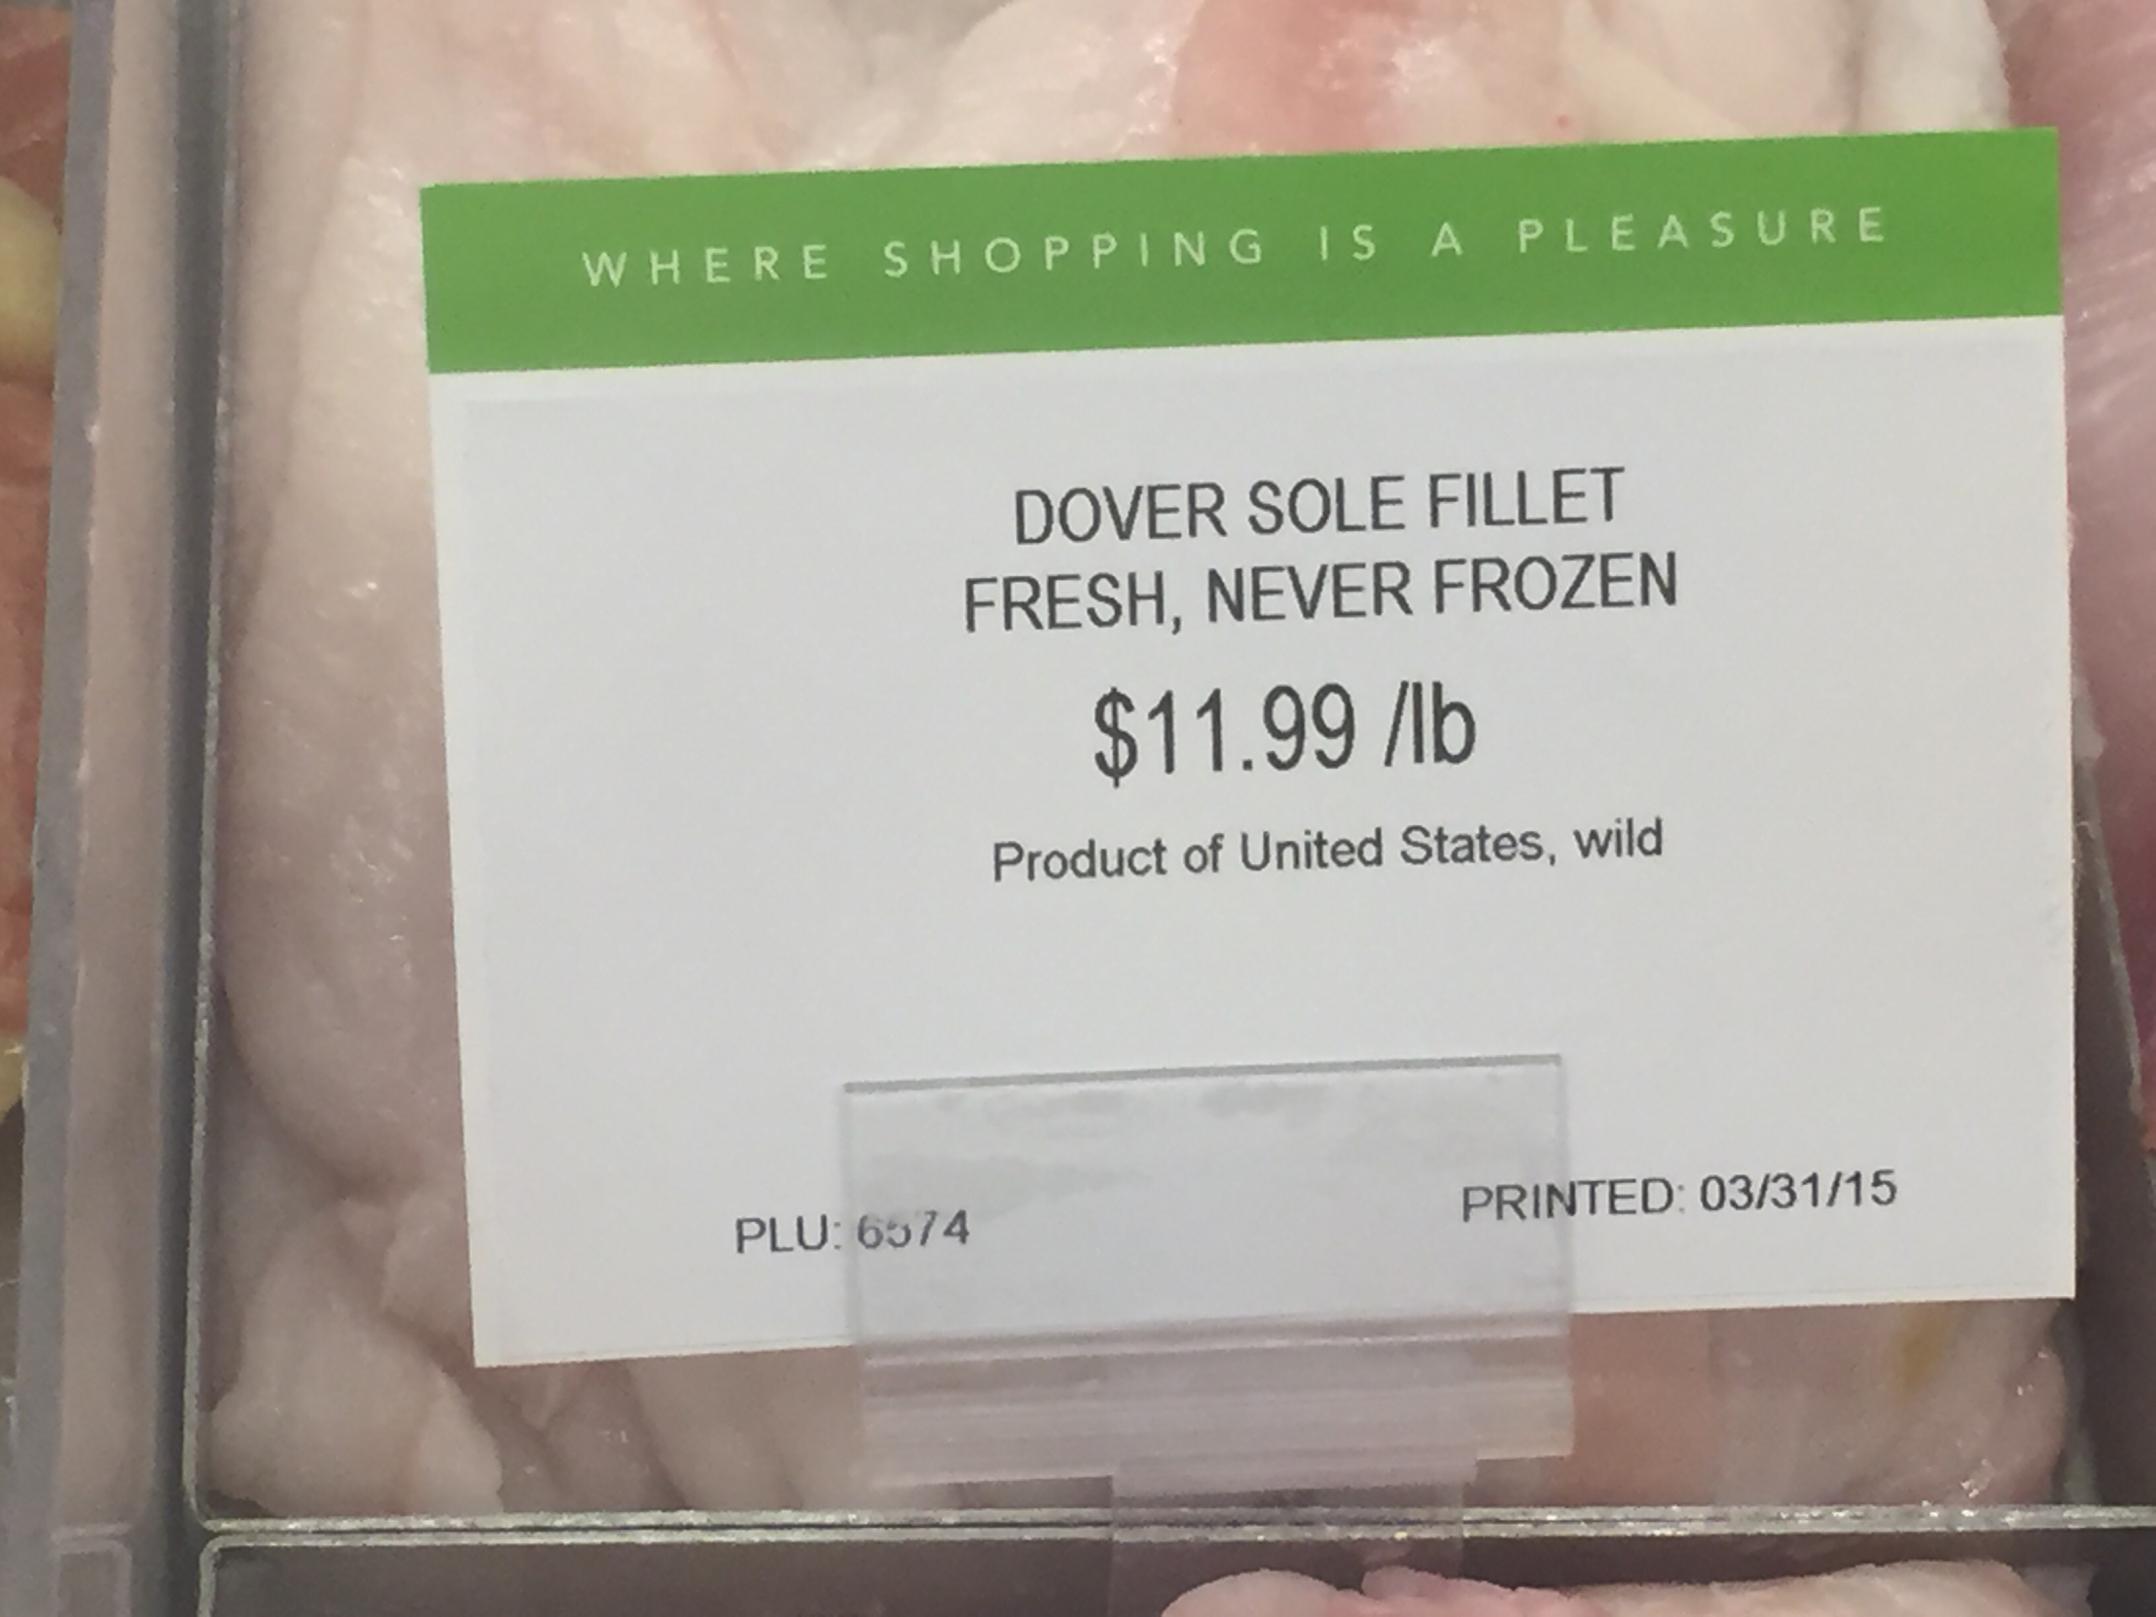 WHERE SHOPPING IS A PLEASURE
DOVER SOLE FILLET
FRESH, NEVER FROZEN
$11.99 /lb
Product of United States, wild
PLU: 6574
PRINTED: 03/31/15